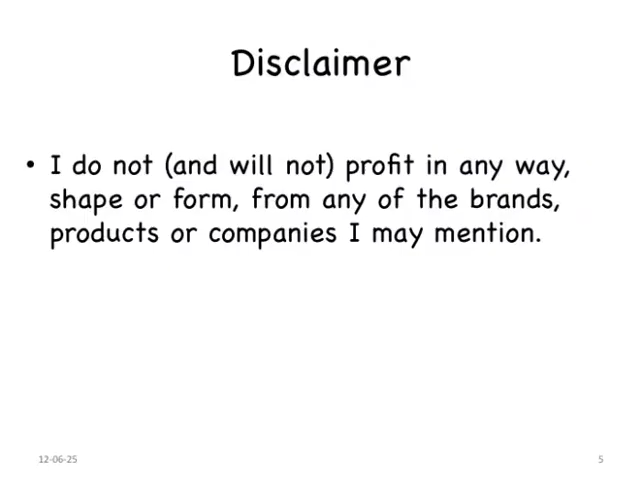 Disclaimer
• I do not (and will not) profit in any way,
shape or form, from any of the brands,
products or companies I may mention.
12-06-25
5